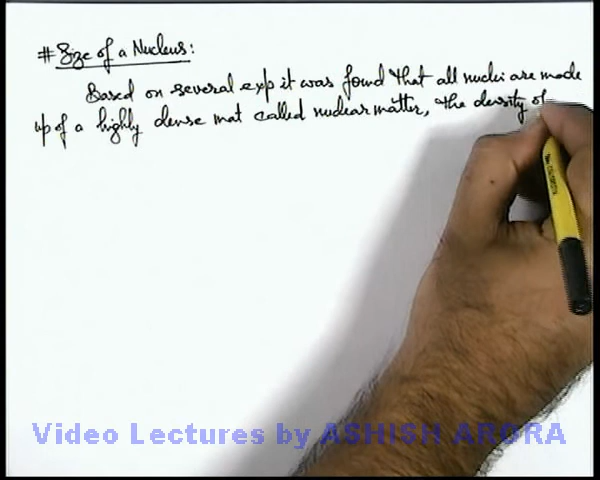 # Size of a Nucleus:
Based on several exp it was found that all nuclei are made
up of a highly dense mat called nuclear matter, the density of
Video Lectures by ASHISH ARORA